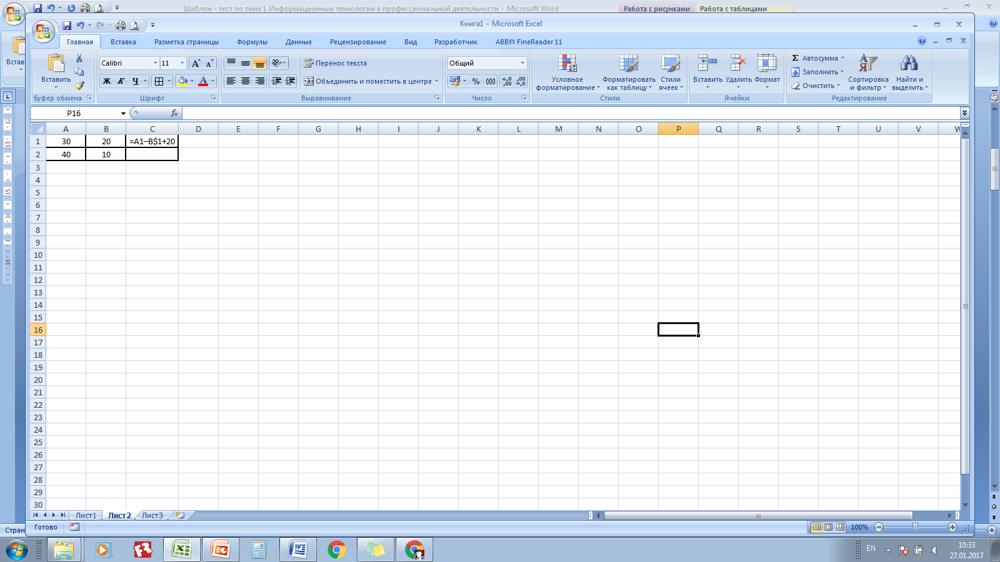 Шаблон - тест по теме 1 Информационные технологии в профессиональной деятельности - Microsoft Word
Работа с рисунками
Работа с таблицами
Книга1 - Microsoft Excel
Главная
Вставка
Разметка страницы
Формулы
Данные
Рецензирование
Вид
Разработчик
ABBYY FineReader 11
Встав
Вставить
Calibri
11
Ж К Ч
A A
Перенос текста
Объединить и поместить в центре
Общий
% 000
Условное форматирование
Форматировать как таблицу
Стили ячеек
Вставить
Удалить
Формат
Σ Автосумма
Заполнить
Очистить
Сортировка и фильтр
Найти и выделить
Буфер обмена
Шрифт
Выравнивание
Число
Стили
Ячейки
Редактирование
P16
fx
A B C D E F G H I J K L M N O P Q R S T U V W
1 30 20 =A1−B$1+20
2 40 10
3
4
5
6
7
8
9
10
11
12
13
14
15
16
17
18
19
20
21
22
23
24
25
26
27
28
29
30
Лист1 Лист2 Лист3
Стран
Готово
100%
EN
10:33
27.01.2017